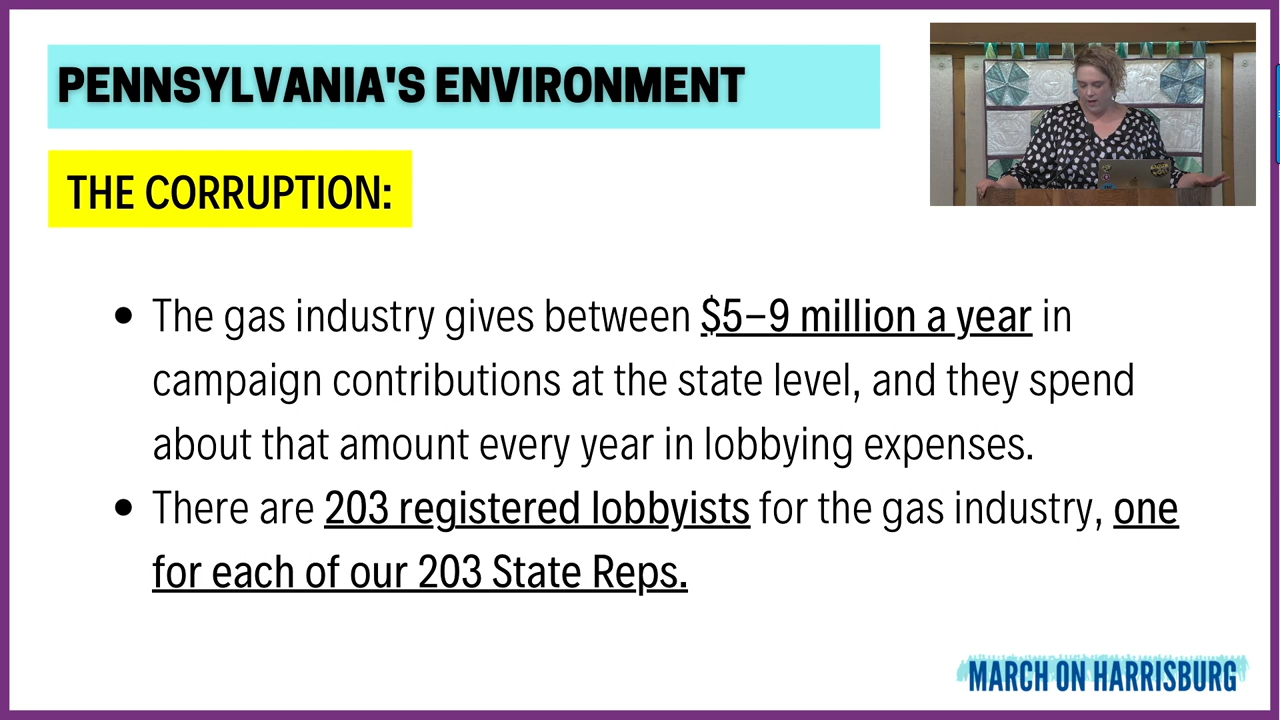 PENNSYLVANIA'S ENVIRONMENT
THE CORRUPTION:
• The gas industry gives between $5–9 million a year in
campaign contributions at the state level, and they spend
about that amount every year in lobbying expenses.
• There are 203 registered lobbyists for the gas industry, one
for each of our 203 State Reps.
MARCH ON HARRISBURG